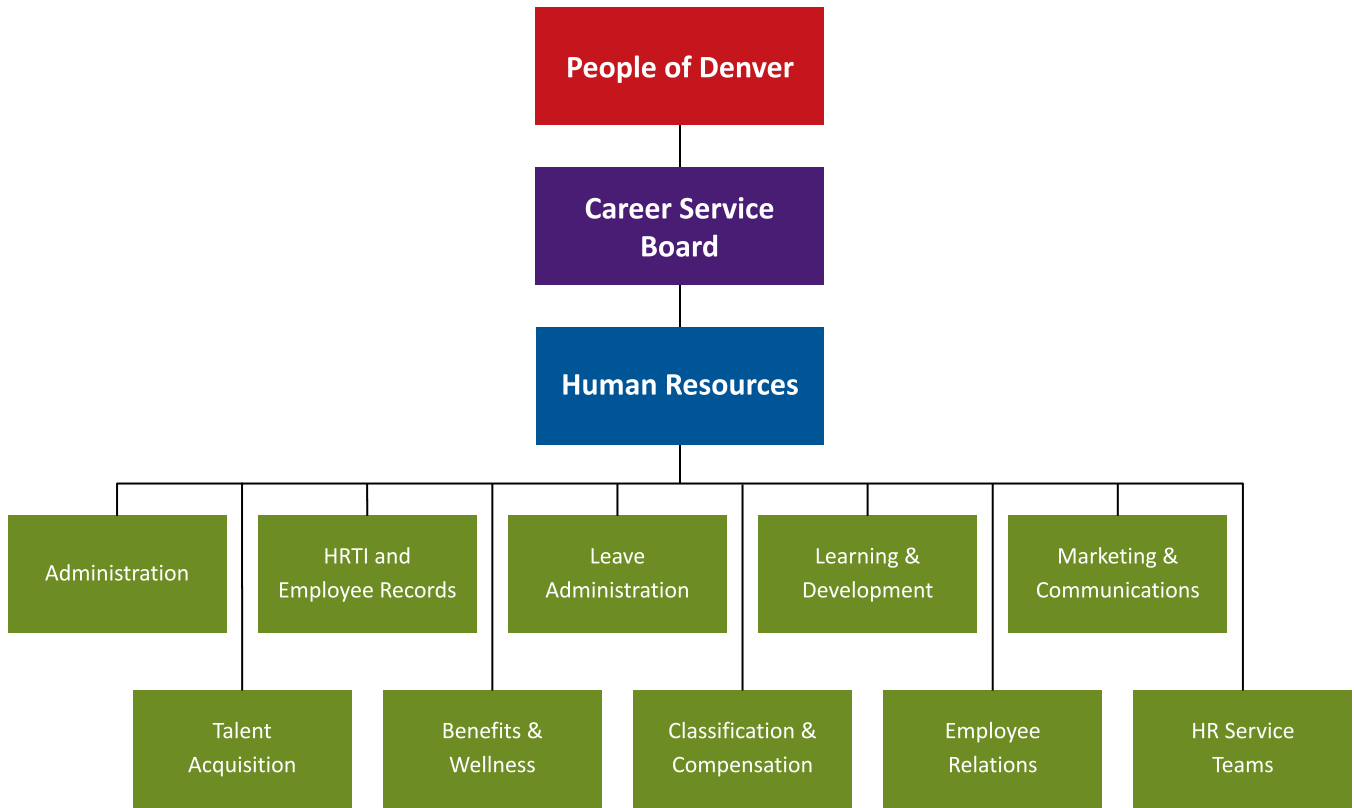 People of Denver
Career Service
Board
Human Resources
Administration
HRTI and
Employee Records
Leave
Administration
Learning &
Development
Marketing &
Communications
Talent
Acquisition
Benefits &
Wellness
Classification &
Compensation
Employee
Relations
HR Service
Teams